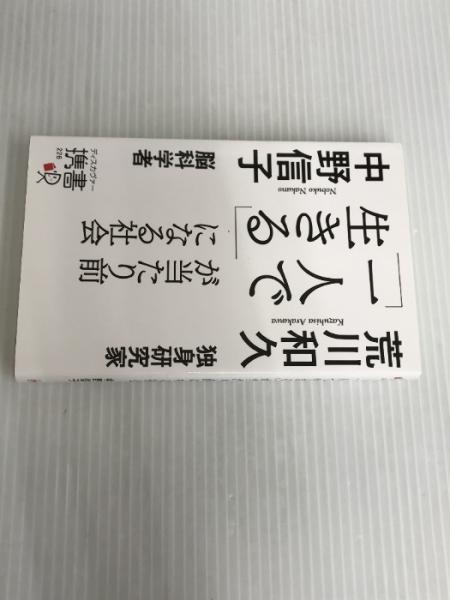 荒川和久
Kazuhisa Arakawa
独身研究家
「一人で
生きる」
が当たり前
になる社会
中野信子
Nobuko Nakano
脳科学者
ディスカヴァー
携書
226